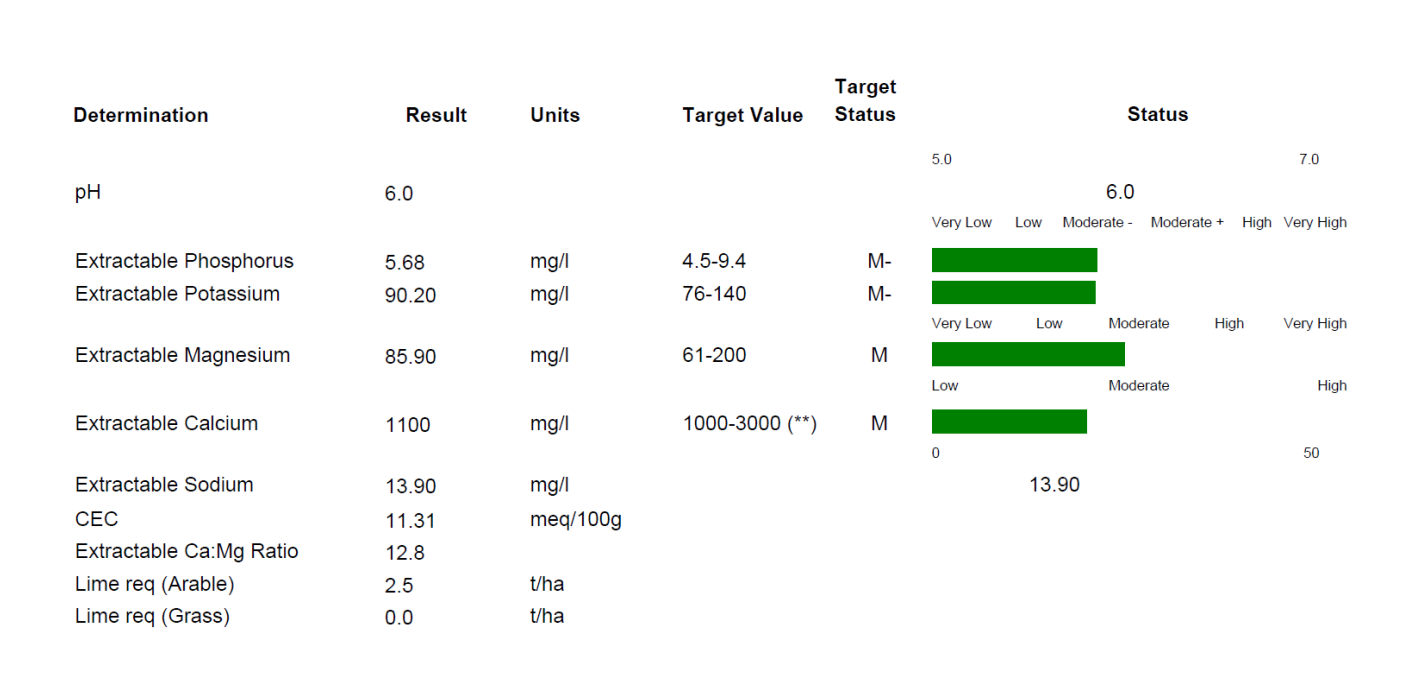 Determination Result Units Target Value Target Status Status
5.0 7.0
pH 6.0 6.0
Very Low Low Moderate - Moderate + High Very High
Extractable Phosphorus 5.68 mg/l 4.5-9.4 M-
Extractable Potassium 90.20 mg/l 76-140 M-
Very Low Low Moderate High Very High
Extractable Magnesium 85.90 mg/l 61-200 M
Low Moderate High
Extractable Calcium 1100 mg/l 1000-3000 (**) M
0 50
Extractable Sodium 13.90 mg/l 13.90
CEC 11.31 meq/100g
Extractable Ca:Mg Ratio 12.8
Lime req (Arable) 2.5 t/ha
Lime req (Grass) 0.0 t/ha